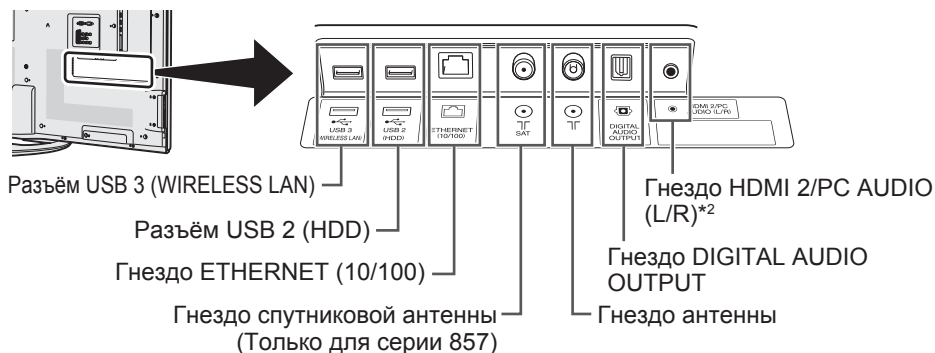 USB 3
(WIRELESS LAN)
USB 2
(HDD)
ETHERNET
(10/100)
SAT
DIGITAL
AUDIO
OUTPUT
HDMI 2/PC
AUDIO (L/R)
Разъём USB 3 (WIRELESS LAN)
Разъём USB 2 (HDD)
Гнездо ETHERNET (10/100)
Гнездо спутниковой антенны
(Только для серии 857)
Гнездо антенны
Гнездо DIGITAL AUDIO
OUTPUT
Гнездо HDMI 2/PC AUDIO
(L/R)*2